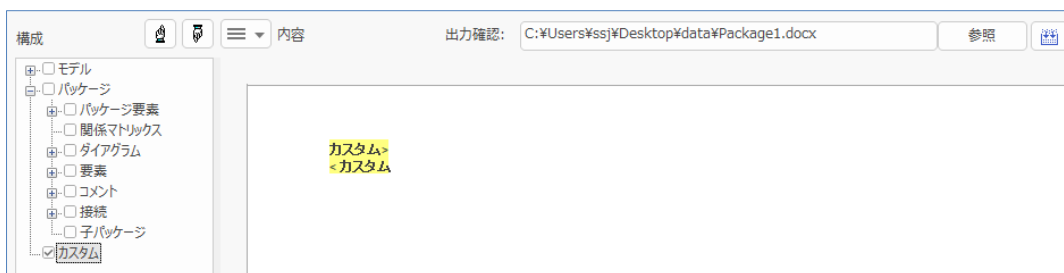 構成
内容
出力確認:
C:¥Users¥ssj¥Desktop¥data¥Package1.docx
参照
モデル
パッケージ
パッケージ要素
関係マトリックス
ダイアグラム
要素
コメント
接続
子パッケージ
カスタム
カスタム>
<カスタム